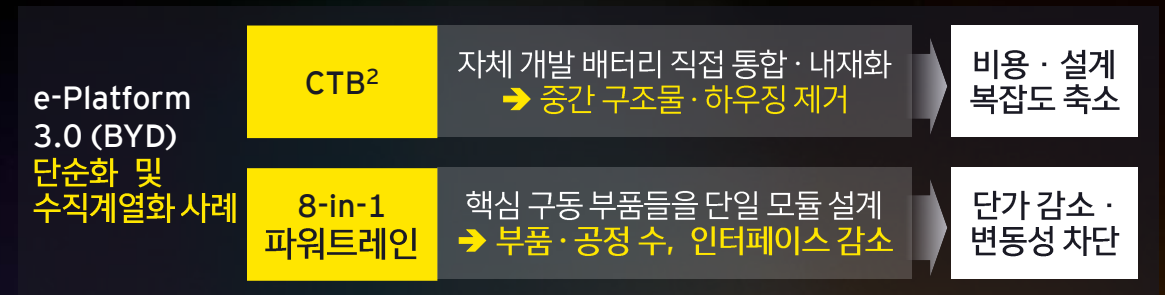 e-Platform
3.0 (BYD)
단순화 및
수직계열화 사례
CTB²
자체 개발 배터리 직접 통합 · 내재화
➔ 중간 구조물 · 하우징 제거
비용 · 설계
복잡도 축소
8-in-1
파워트레인
핵심 구동 부품들을 단일 모듈 설계
➔ 부품 · 공정 수, 인터페이스 감소
단가 감소 ·
변동성 차단